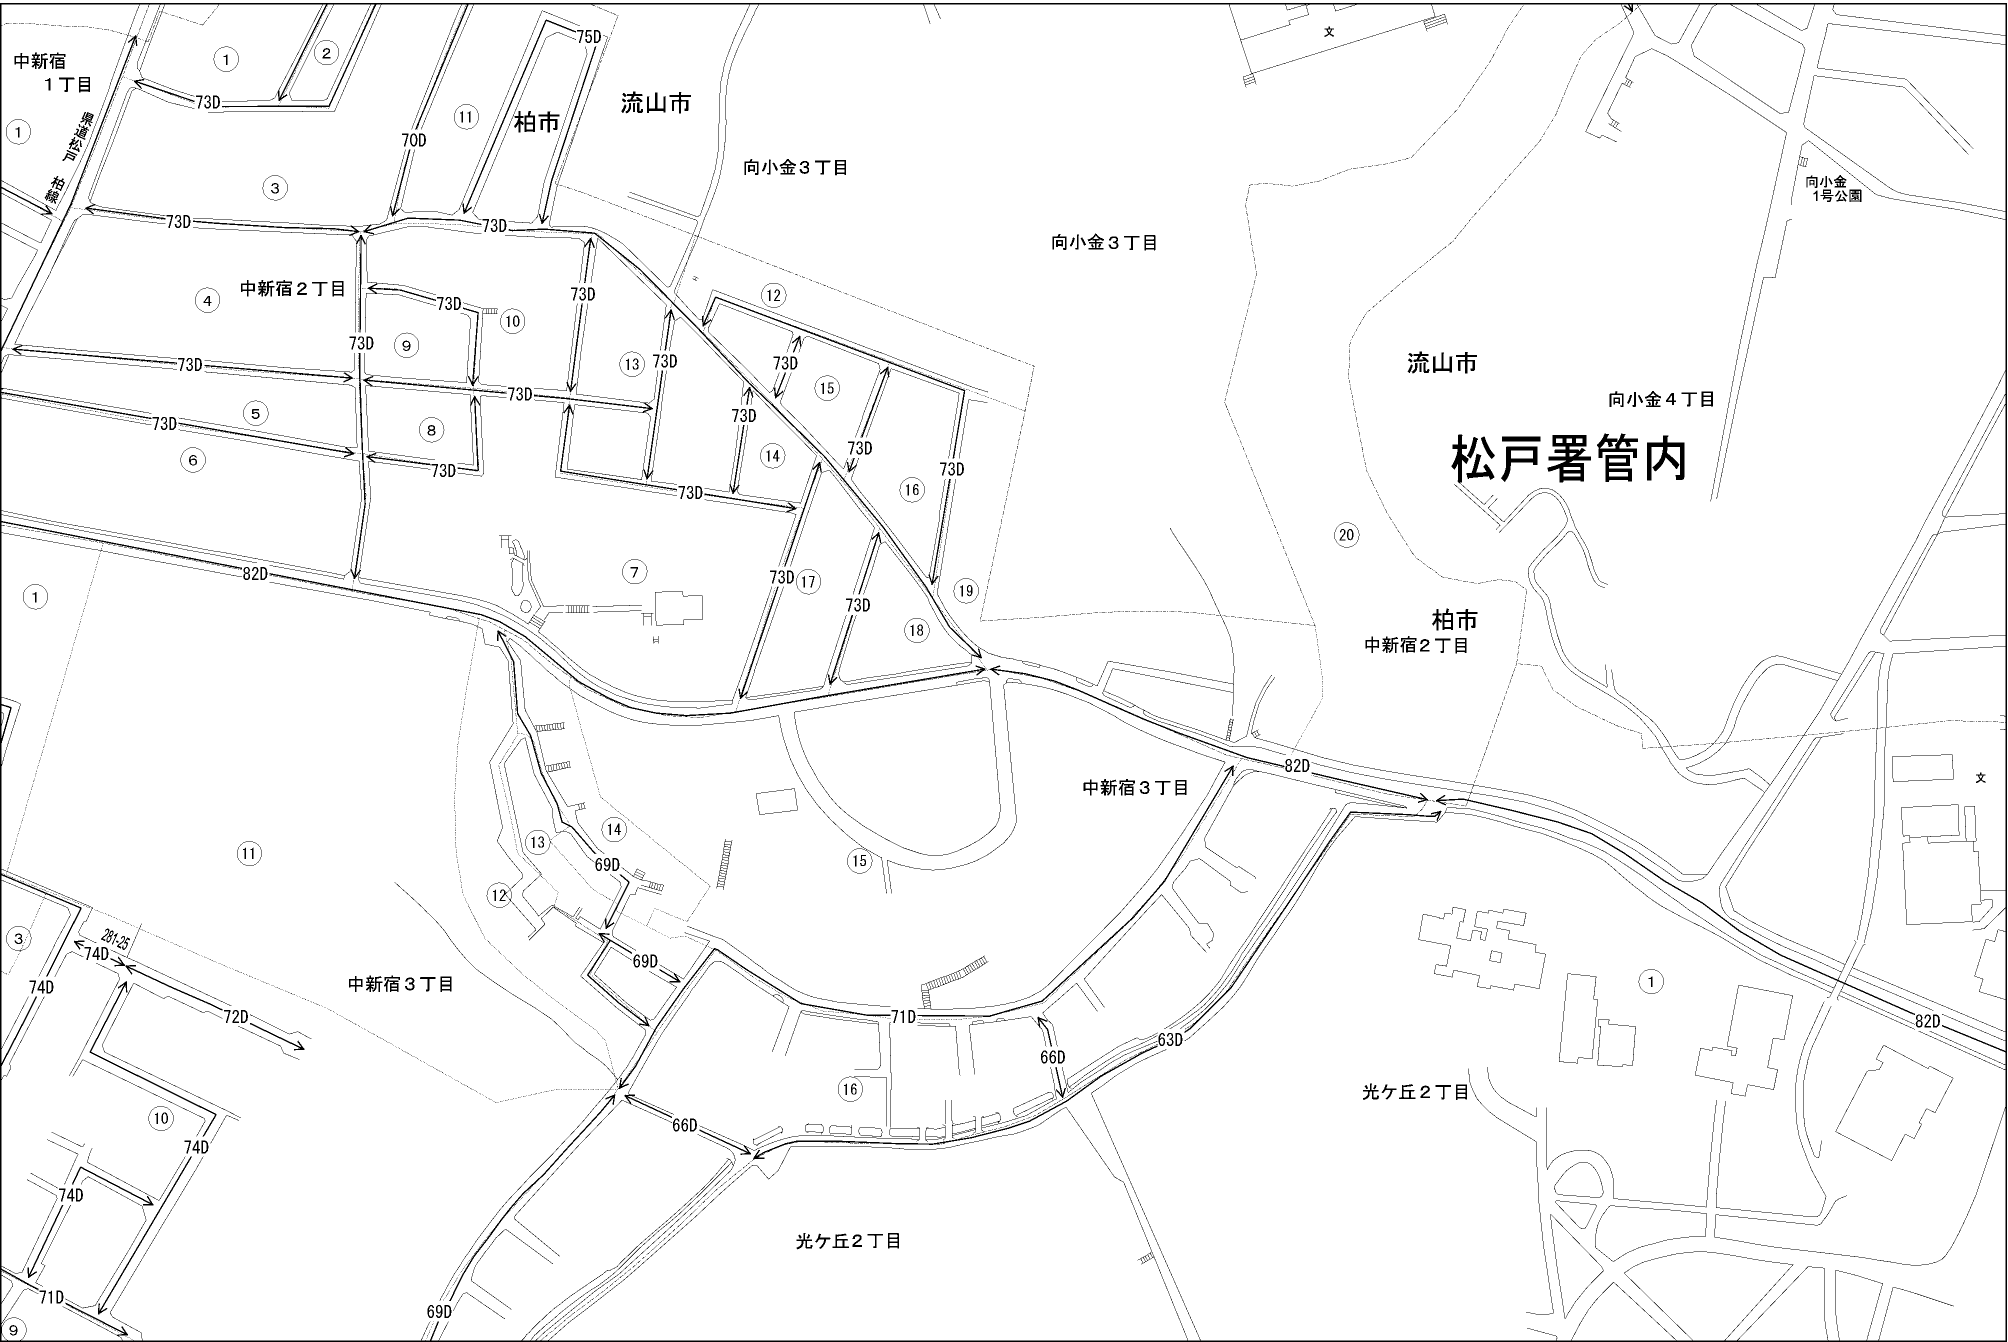 中新宿
１丁目
県道松戸　柏線
①
①
②
③
73D
70D
⑪
75D
柏市
流山市
向小金３丁目
向小金３丁目
文
向小金
1号公園
73D
73D
中新宿２丁目
④
73D
⑩
73D
⑫
73D
⑨
73D
⑬
73D
73D
⑮
73D
73D
流山市
向小金４丁目
松戸署管内
⑤
73D
⑥
⑧
73D
73D
73D
⑭
73D
73D
⑯
⑳
82D
①
⑦
73D
⑰
73D
⑱
⑲
柏市
中新宿２丁目
文
82D
中新宿３丁目
⑪
⑬
⑭
69D
⑫
⑮
③
281-25
74D
74D
72D
中新宿３丁目
69D
71D
66D
63D
①
82D
⑩
74D
74D
66D
⑯
光ケ丘２丁目
光ケ丘２丁目
71D
69D
⑨